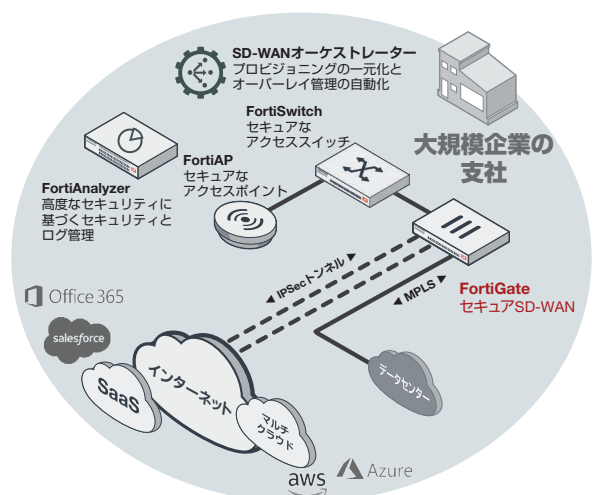 SD-WANオーケストレーター
プロビジョニングの一元化と
オーバーレイ管理の自動化
FortiSwitch
セキュアな
アクセススイッチ
大規模企業の
支社
FortiAP
セキュアな
アクセスポイント
FortiAnalyzer
高度なセキュリティに
基づくセキュリティと
ログ管理
◀ IPSecトンネル ▶
◀ MPLS ▶
FortiGate
セキュアSD-WAN
Office 365
salesforce
SaaS
インターネット
マルチ
クラウド
データセンター
aws
Azure